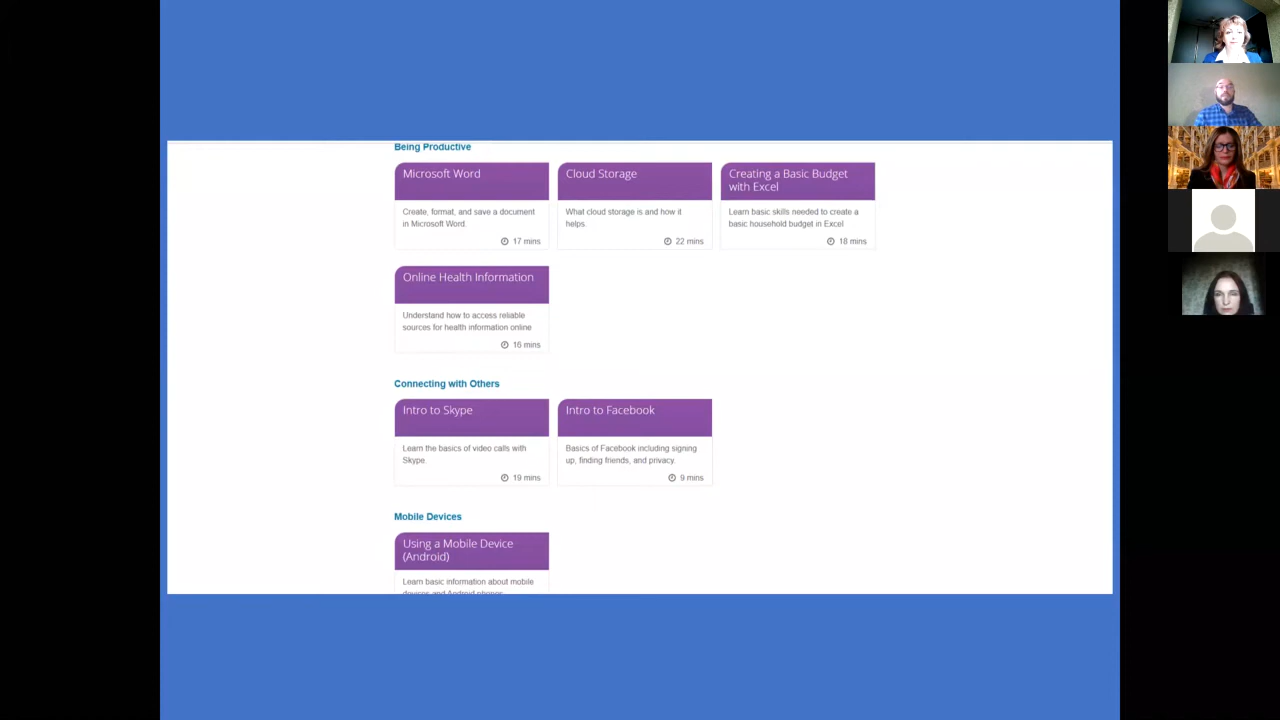 Being Productive
Microsoft Word
Create, format, and save a document
in Microsoft Word.
17 mins
Cloud Storage
What cloud storage is and how it
helps.
22 mins
Creating a Basic Budget
with Excel
Learn basic skills needed to create a
basic household budget in Excel
18 mins
Online Health Information
Understand how to access reliable
sources for health information online
16 mins
Connecting with Others
Intro to Skype
Learn the basics of video calls with
Skype.
19 mins
Intro to Facebook
Basics of Facebook including signing
up, finding friends, and privacy.
9 mins
Mobile Devices
Using a Mobile Device
(Android)
Learn basic information about mobile
devices and Android phones